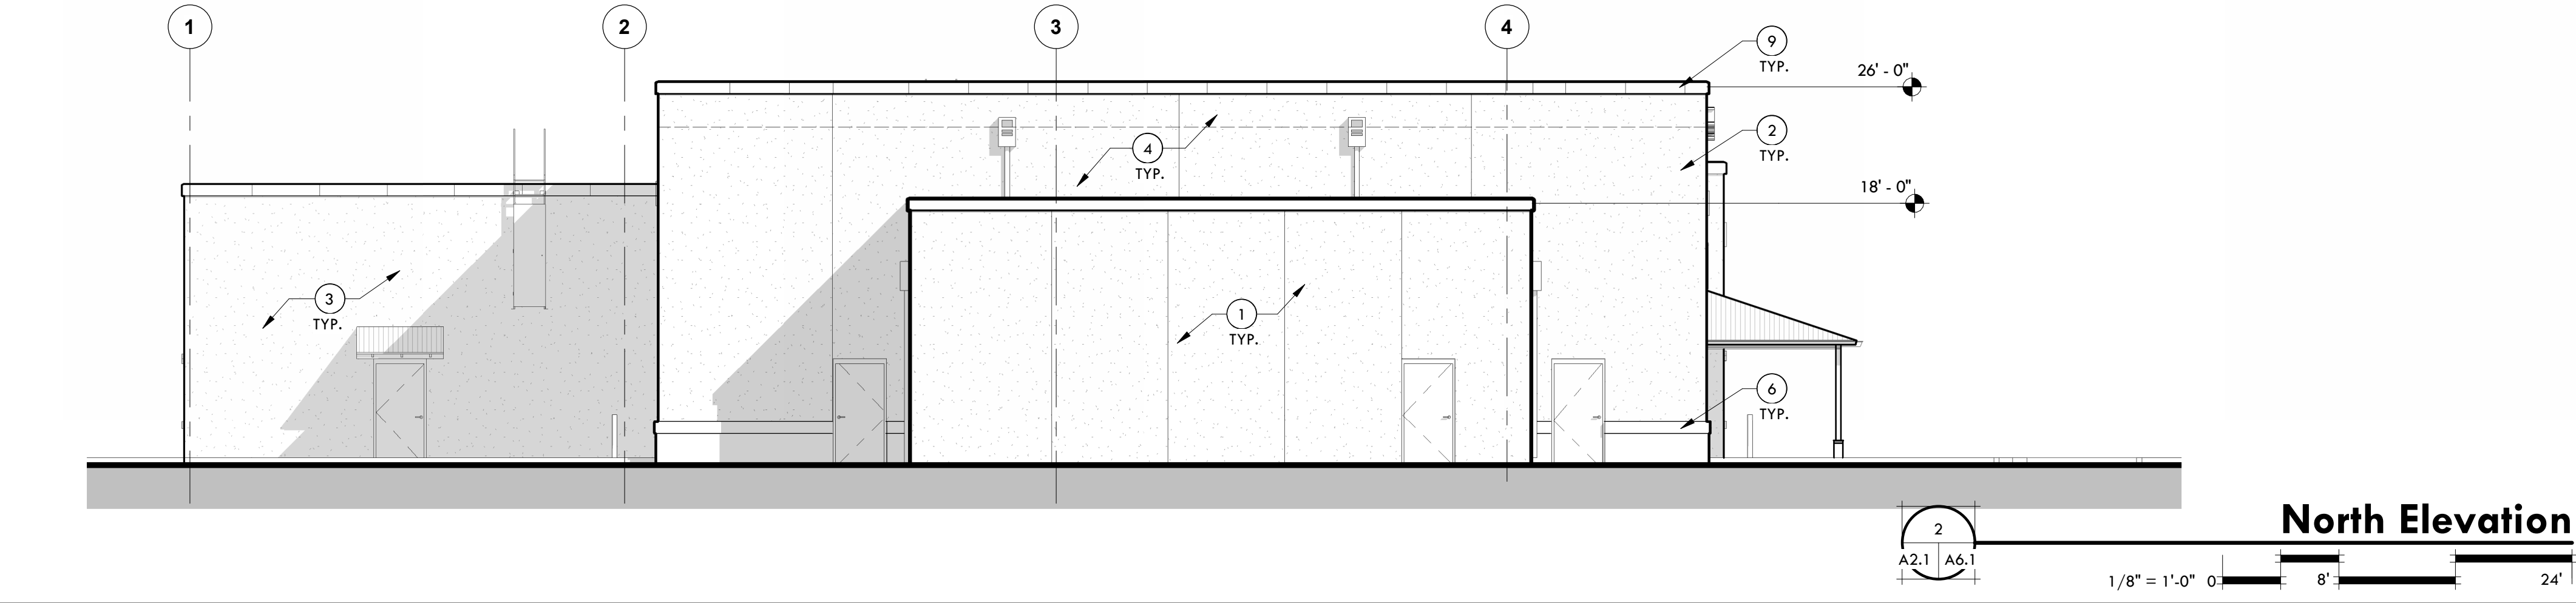 1
2
3
4
9
TYP.
26' - 0"
2
TYP.
4
TYP.
18' - 0"
3
TYP.
1
TYP.
6
TYP.
North Elevation
2
A2.1 A6.1
1/8" = 1'-0" 0 8' 24'